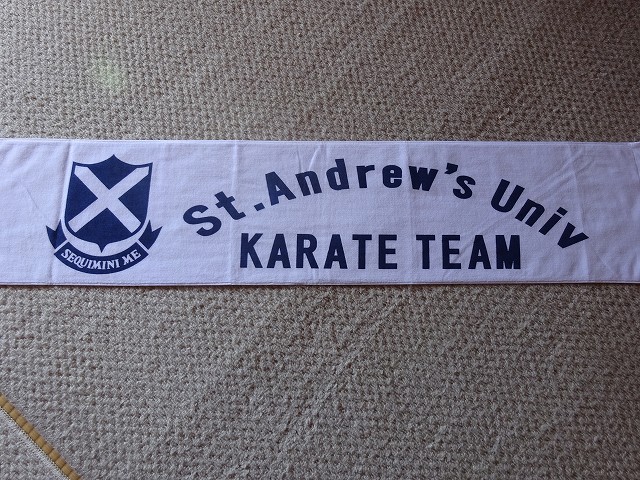 St. Andrew's Univ
KARATE TEAM
SEQUIMINI ME